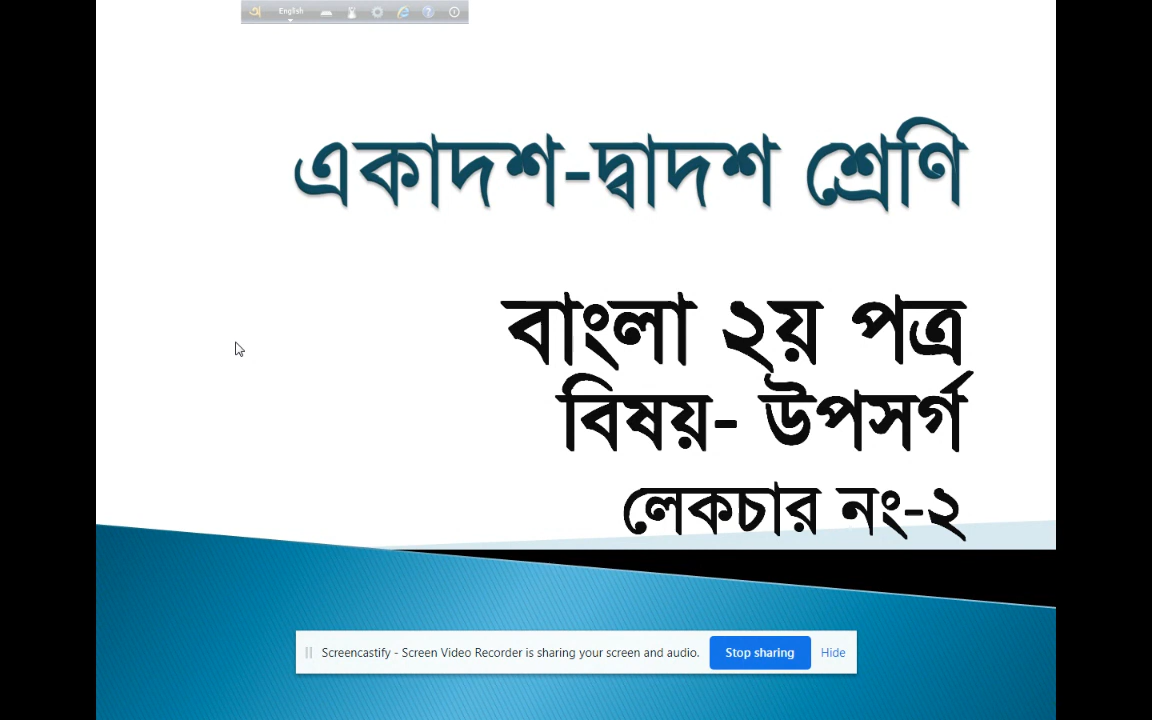 অ English
একাদশ-দ্বাদশ শ্রেণি
বাংলা ২য় পত্র
বিষয়- উপসর্গ
লেকচার নং-২
Screencastify - Screen Video Recorder is sharing your screen and audio. Stop sharing Hide